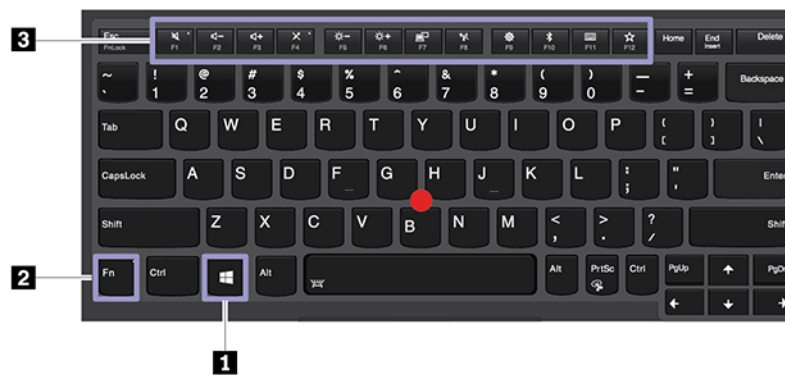 3
Esc Home End Delete
FnLock F1 F2 F3 F4 F5 F6 F7 F8 F9 F10 F11 F12 Insert
~ ! @ # $ % ^ & * ( ) — + Backspace
` 1 2 3 4 5 6 7 8 9 0 - =
Tab Q W E R T Y U I O P { } |
[ ] \
CapsLock A S D F G H J K L : " Enter
; '
Shift Z X C V B N M < > ? Shift
, . /
2
Fn Ctrl Alt Alt PrtSc Ctrl PgUp PgDn
1